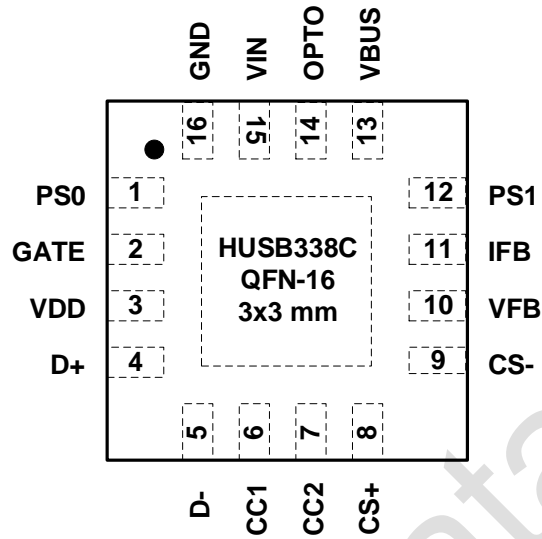 GND
VIN
OPTO
VBUS
16
15
14
13
PS0
1
12
PS1
GATE
2
11
IFB
VDD
3
10
VFB
D+
4
9
CS-
HUSB338C
QFN-16
3x3 mm
5
6
7
8
D-
CC1
CC2
CS+